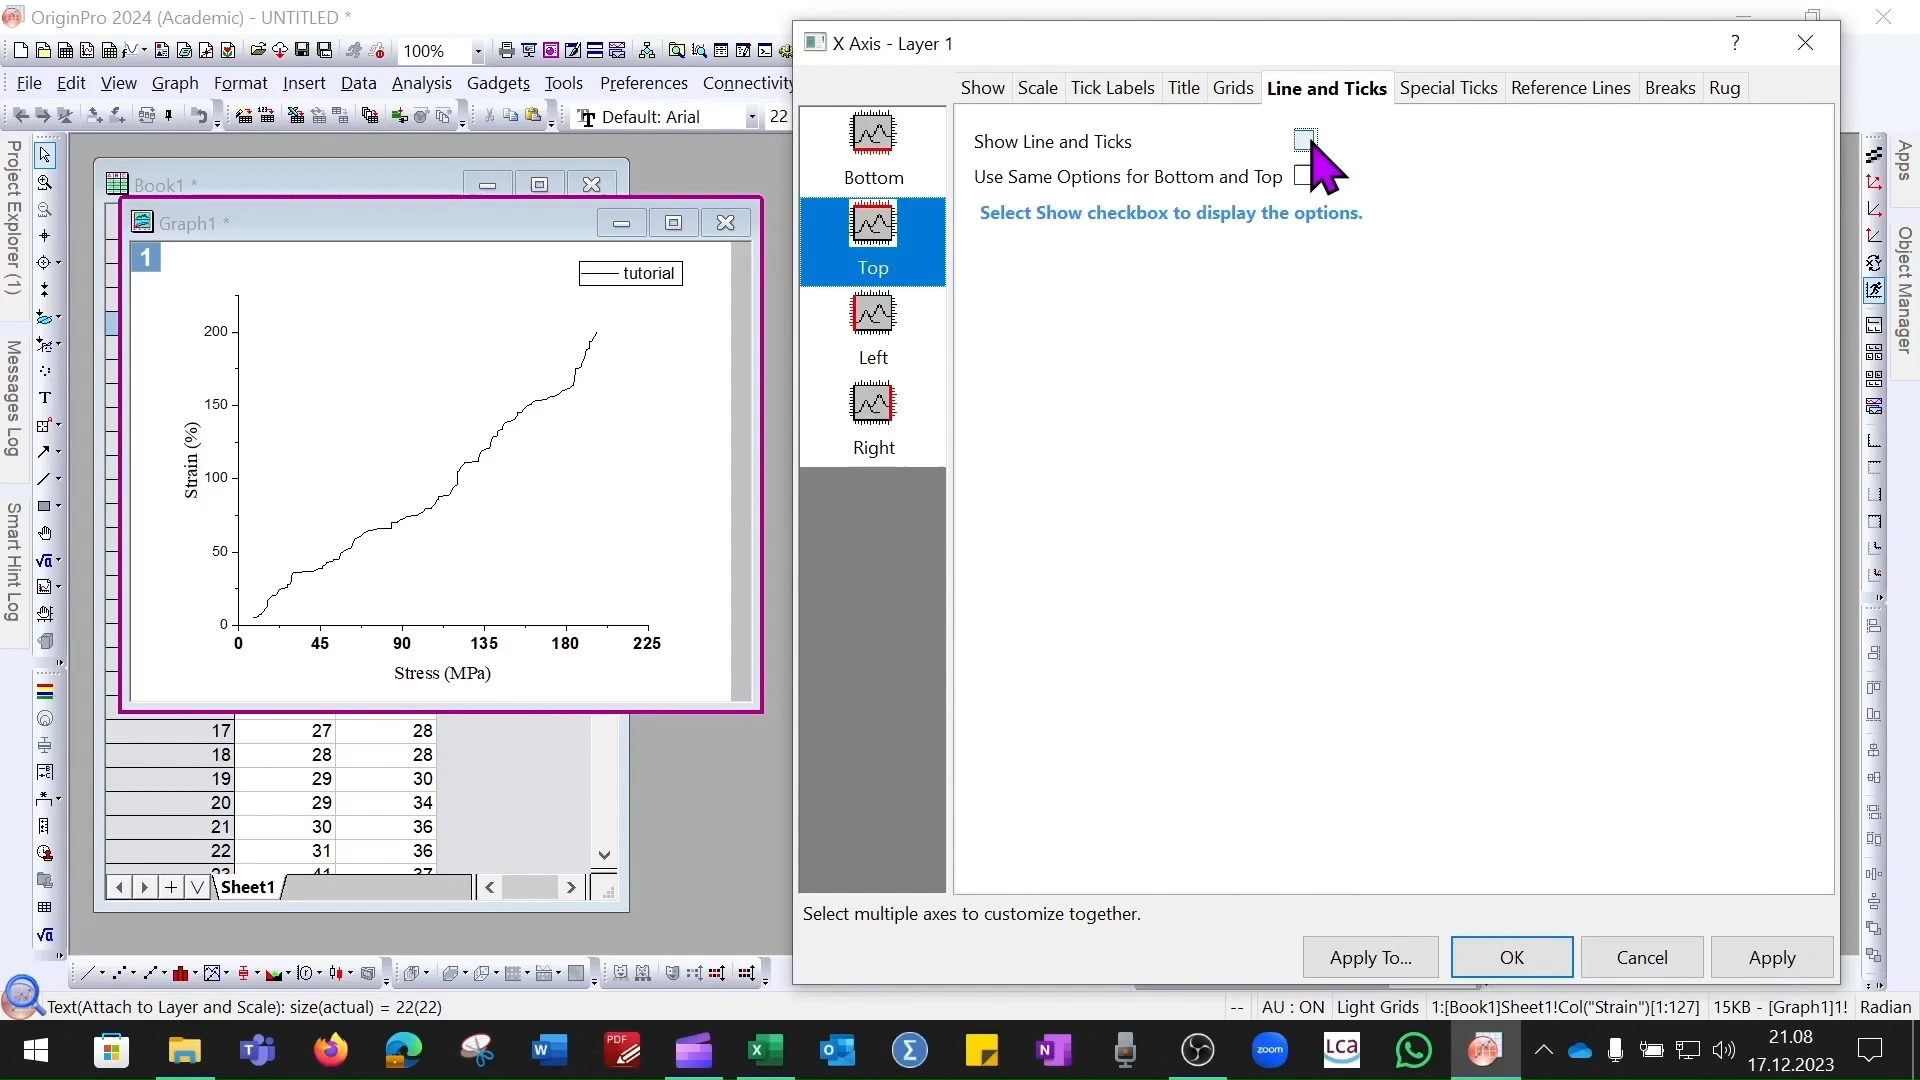 OriginPro 2024 (Academic) - UNTITLED *
100%
File Edit View Graph Format Insert Data Analysis Gadgets Tools Preferences Connectivity
Default: Arial 22
Project Explorer (1)
Messages Log
Smart Hint Log
Book1 *
Graph1 *
1
tutorial
200
150
100
50
0
Strain (%)
0 45 90 135 180 225
Stress (MPa)
17 27 28
18 28 28
19 29 30
20 29 34
21 30 36
22 31 36
23 41 37
Sheet1
X Axis - Layer 1
?
Show Scale Tick Labels Title Grids Line and Ticks Special Ticks Reference Lines Breaks Rug
Bottom
Top
Left
Right
Show Line and Ticks
Use Same Options for Bottom and Top
Select Show checkbox to display the options.
Select multiple axes to customize together.
Apply To... OK Cancel Apply
Apps
Object Manager
Text(Attach to Layer and Scale): size(actual) = 22(22)
-- AU : ON Light Grids 1:[Book1]Sheet1!Col("Strain")[1:127] 15KB - [Graph1]1! Radian
PDF
zoom
LCa
21.08
17.12.2023